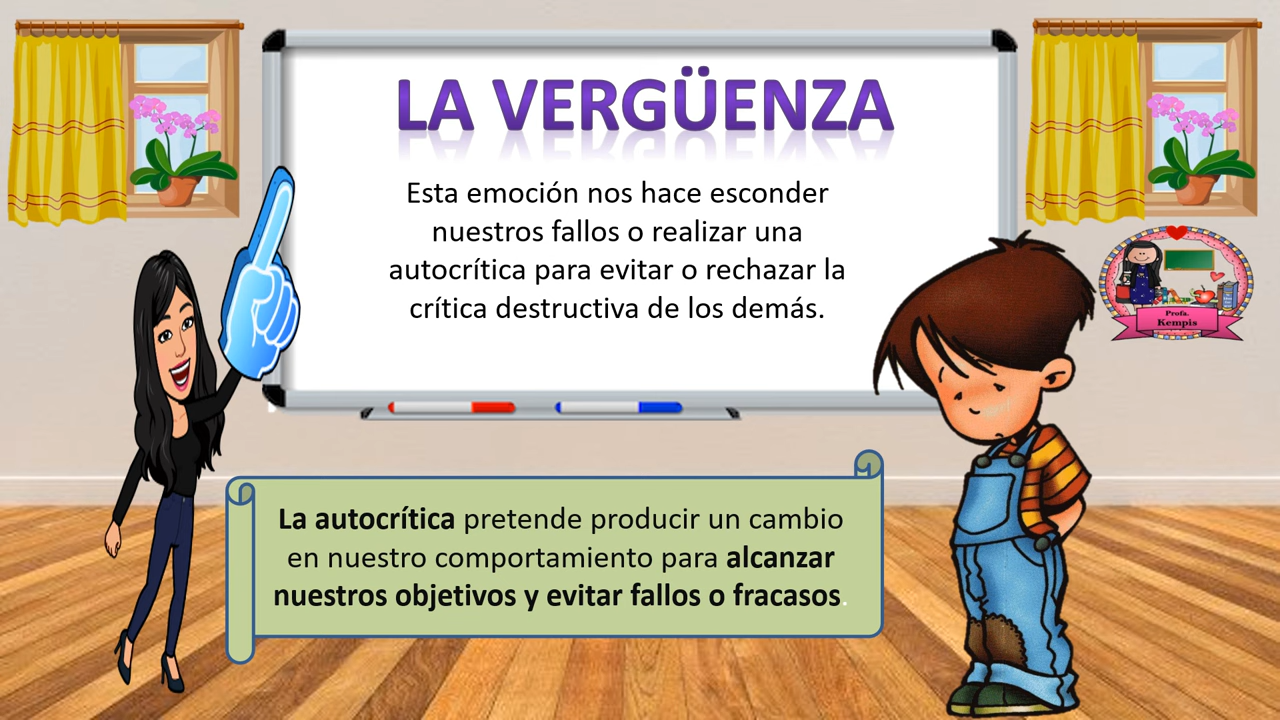 LA VERGÜENZA
Esta emoción nos hace esconder
nuestros fallos o realizar una
autocrítica para evitar o rechazar la
crítica destructiva de los demás.
Profa.
Kempis
La autocrítica pretende producir un cambio
en nuestro comportamiento para alcanzar
nuestros objetivos y evitar fallos o fracasos.